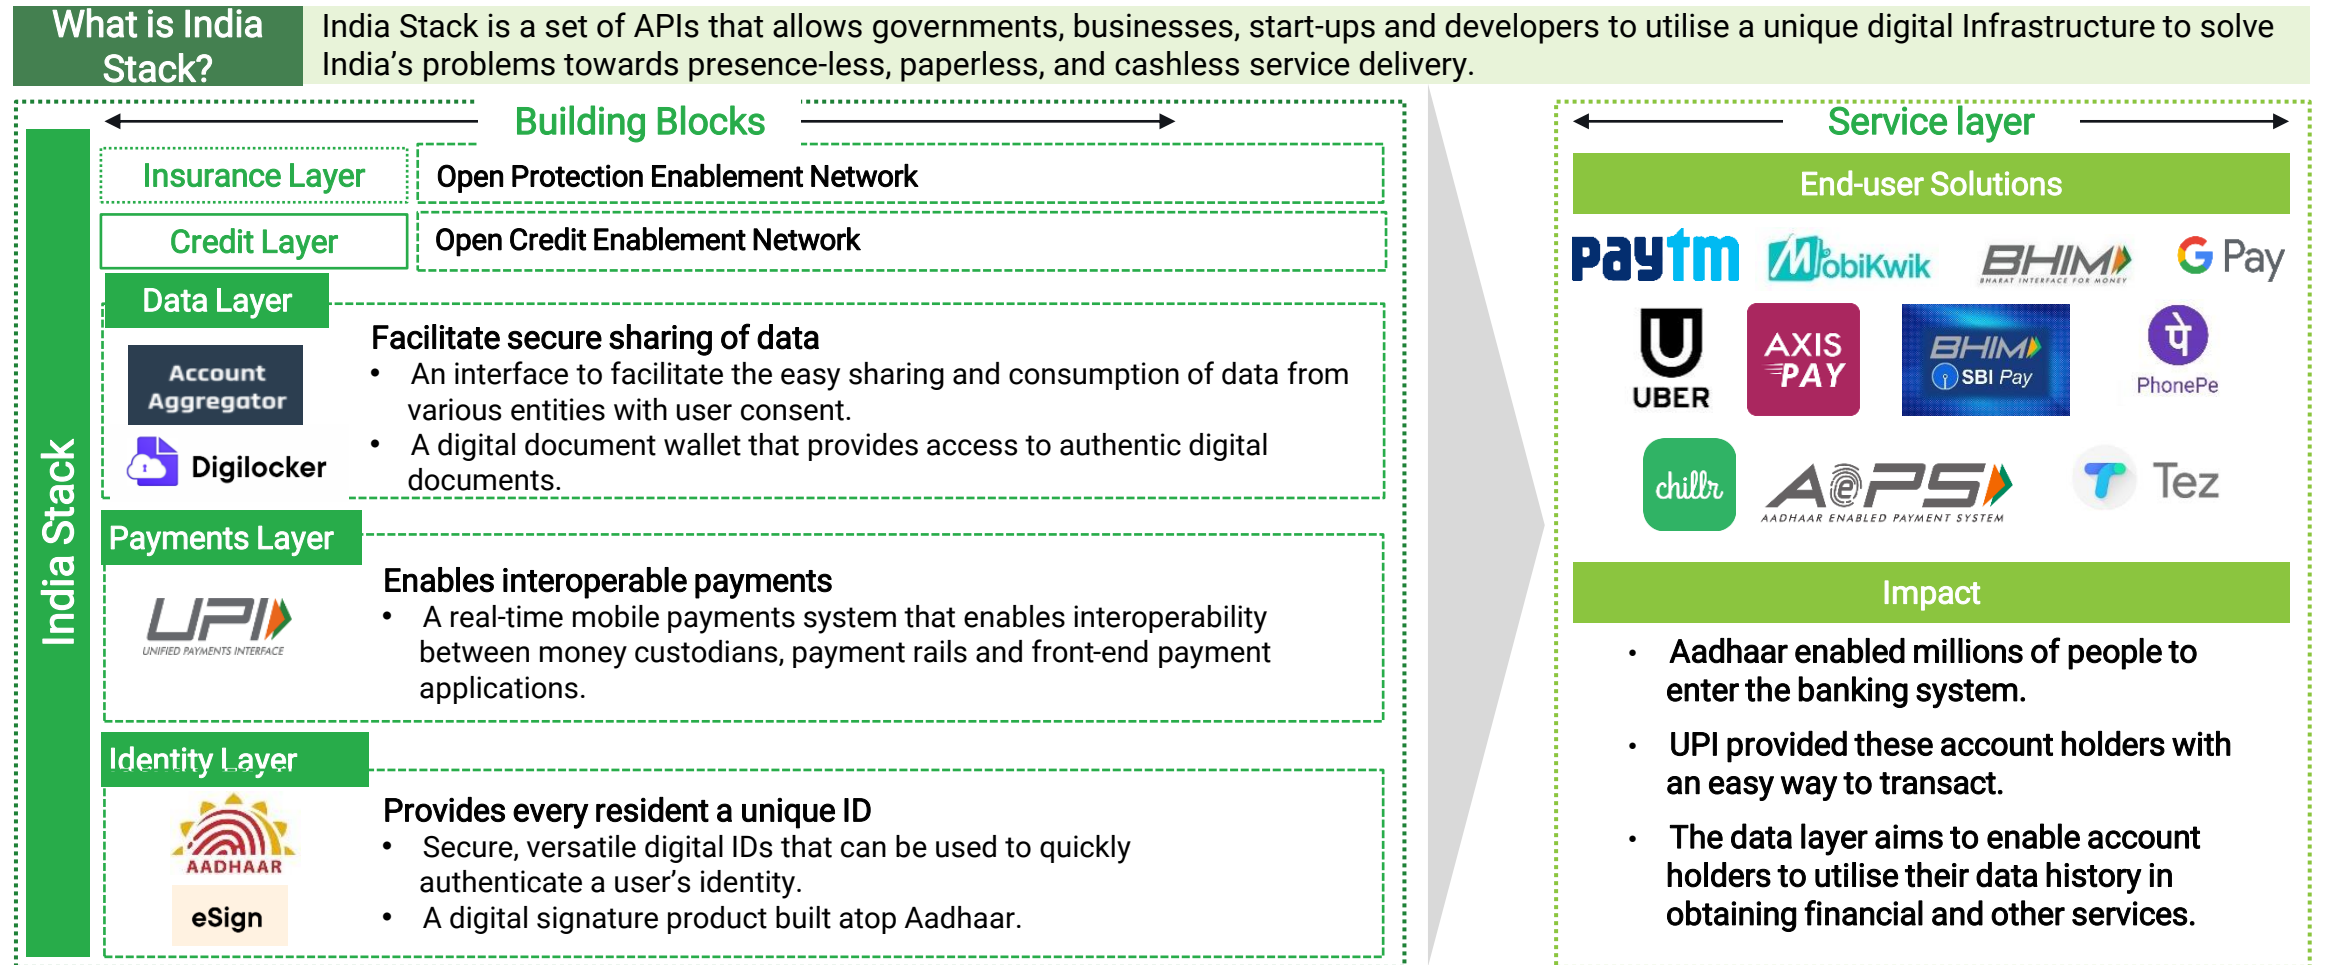 What is India
Stack?
India Stack is a set of APIs that allows governments, businesses, start-ups and developers to utilise a unique digital Infrastructure to solve
India’s problems towards presence-less, paperless, and cashless service delivery.
Building Blocks
India Stack
Insurance Layer
Open Protection Enablement Network
Credit Layer
Open Credit Enablement Network
Data Layer
Account
Aggregator
Digilocker
Facilitate secure sharing of data
• An interface to facilitate the easy sharing and consumption of data from
various entities with user consent.
• A digital document wallet that provides access to authentic digital
documents.
Payments Layer
UPI
UNIFIED PAYMENTS INTERFACE
Enables interoperable payments
• A real-time mobile payments system that enables interoperability
between money custodians, payment rails and front-end payment
applications.
Identity Layer
AADHAAR
eSign
Provides every resident a unique ID
• Secure, versatile digital IDs that can be used to quickly
authenticate a user’s identity.
• A digital signature product built atop Aadhaar.
Service layer
End-user Solutions
paytm
MobiKwik
BHIM
BHARAT INTERFACE FOR MONEY
G Pay
UBER
AXIS
PAY
BHIM
SBI Pay
पे
PhonePe
chillr
AePS
AADHAAR ENABLED PAYMENT SYSTEM
Tez
Impact
• Aadhaar enabled millions of people to
enter the banking system.
• UPI provided these account holders with
an easy way to transact.
• The data layer aims to enable account
holders to utilise their data history in
obtaining financial and other services.